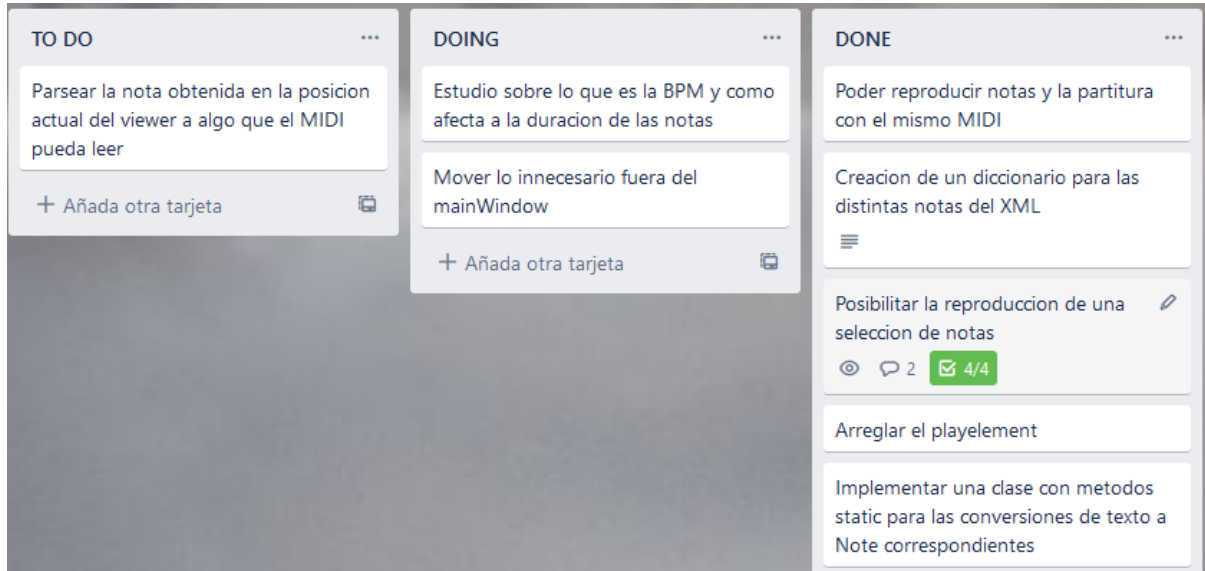 TO DO
Parsear la nota obtenida en la posicion
actual del viewer a algo que el MIDI
pueda leer
Añada otra tarjeta
DOING
Estudio sobre lo que es la BPM y como
afecta a la duracion de las notas
Mover lo innecesario fuera del
mainWindow
Añada otra tarjeta
DONE
Poder reproducir notas y la partitura
con el mismo MIDI
Creacion de un diccionario para las
distintas notas del XML
Posibilitar la reproduccion de una
seleccion de notas
2 4/4
Arreglar el playelement
Implementar una clase con metodos
static para las conversiones de texto a
Note correspondientes